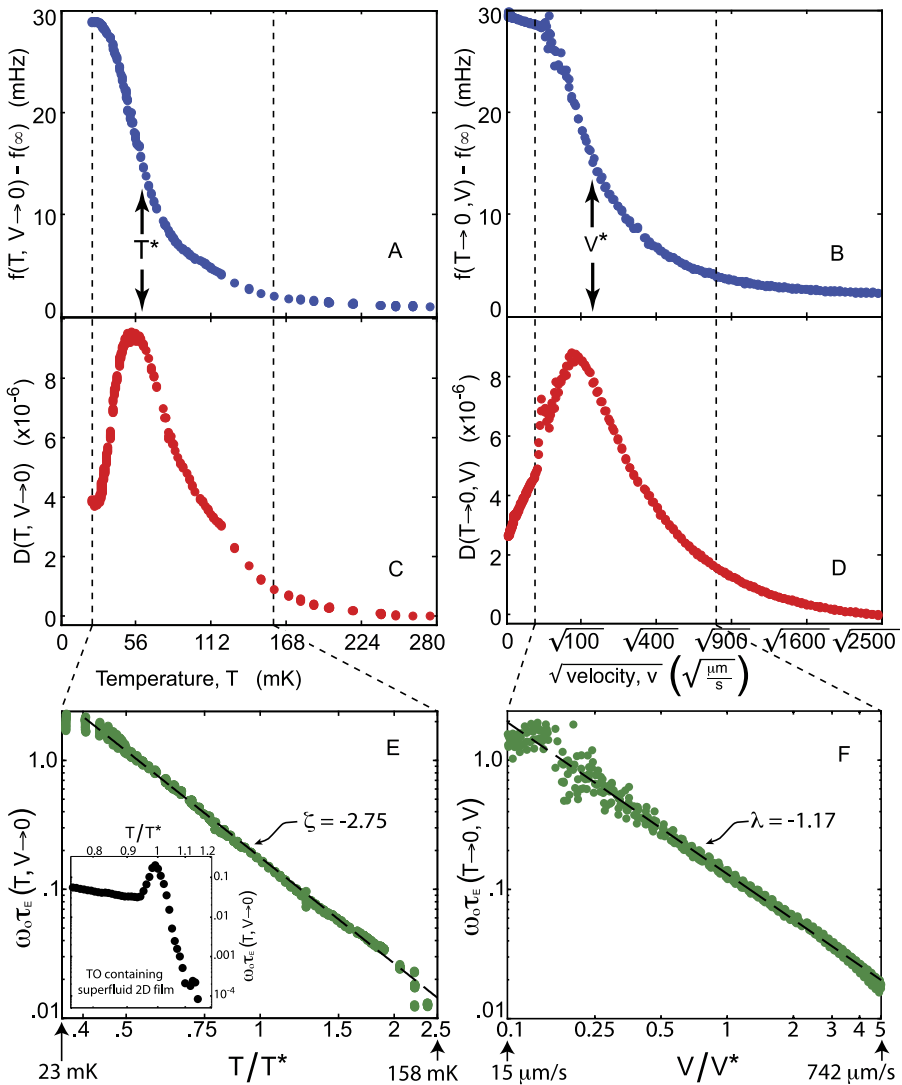 30
20
10
0
f(T, V→0) – f(∞) (mHz)
T*
A
30
20
10
0
f(T→0, V) – f(∞) (mHz)
V*
B
8
6
4
2
0
D(T, V→0) (x10⁻⁶)
C
0 56 112 168 224 280
Temperature, T (mK)
8
6
4
2
0
D(T→0, V) (x10⁻⁶)
D
0 √100 √400 √900 √1600 √2500
√velocity, v (√μm/s)
1.0
.1
.01
ω₀τE (T, V→0)
E
ζ = -2.75
T/T*
0.8 0.9 1 1.1 1.2
0.1
.01
.001
10⁻⁴
ω₀τE (T, V→0)
TO containing
superfluid 2D film
.4 .5 .75 1 1.5 2 2.5
23 mK
T/T*
158 mK
1.0
.1
.01
ω₀τE (T→0, V)
F
λ = -1.17
0.1 0.25 0.5 1 2 3 4 5
15 μm/s
V/V*
742 μm/s